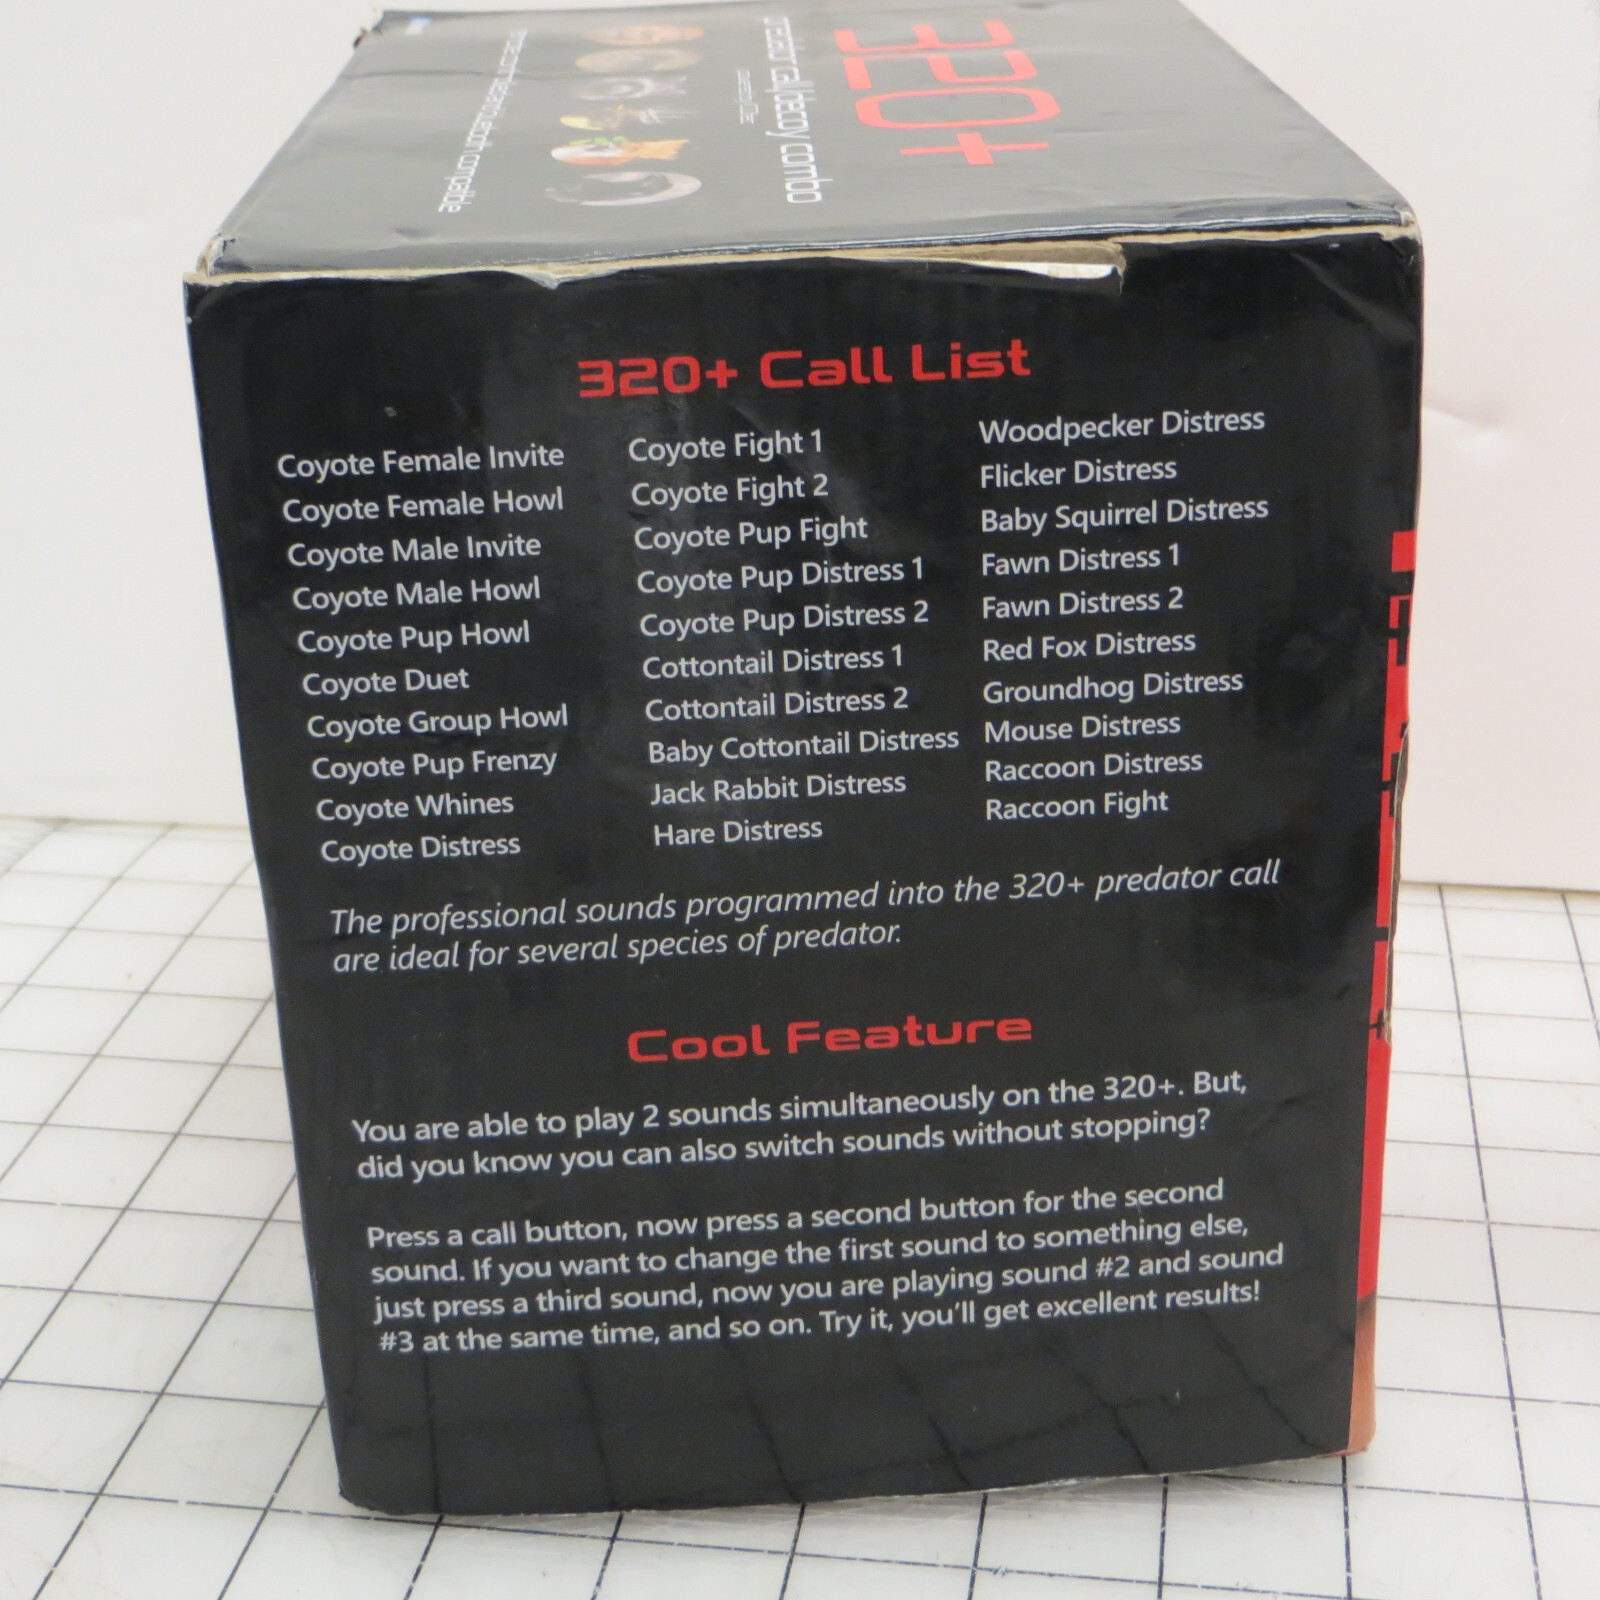 320+
predator call/decoy combo
320+ Call List
Coyote Female Invite
Coyote Female Howl
Coyote Male Invite
Coyote Male Howl
Coyote Pup Howl
Coyote Duet
Coyote Group Howl
Coyote Pup Frenzy
Coyote Whines
Coyote Distress
Coyote Fight 1
Coyote Fight 2
Coyote Pup Fight
Coyote Pup Distress 1
Coyote Pup Distress 2
Cottontail Distress 1
Cottontail Distress 2
Baby Cottontail Distress
Jack Rabbit Distress
Hare Distress
Woodpecker Distress
Flicker Distress
Baby Squirrel Distress
Fawn Distress 1
Fawn Distress 2
Red Fox Distress
Groundhog Distress
Mouse Distress
Raccoon Distress
Raccoon Fight
The professional sounds programmed into the 320+ predator call
are ideal for several species of predator.
Cool Feature
You are able to play 2 sounds simultaneously on the 320+. But,
did you know you can also switch sounds without stopping?
Press a call button, now press a second button for the second
sound. If you want to change the first sound to something else,
just press a third sound, now you are playing sound #2 and sound
#3 at the same time, and so on. Try it, you'll get excellent results!